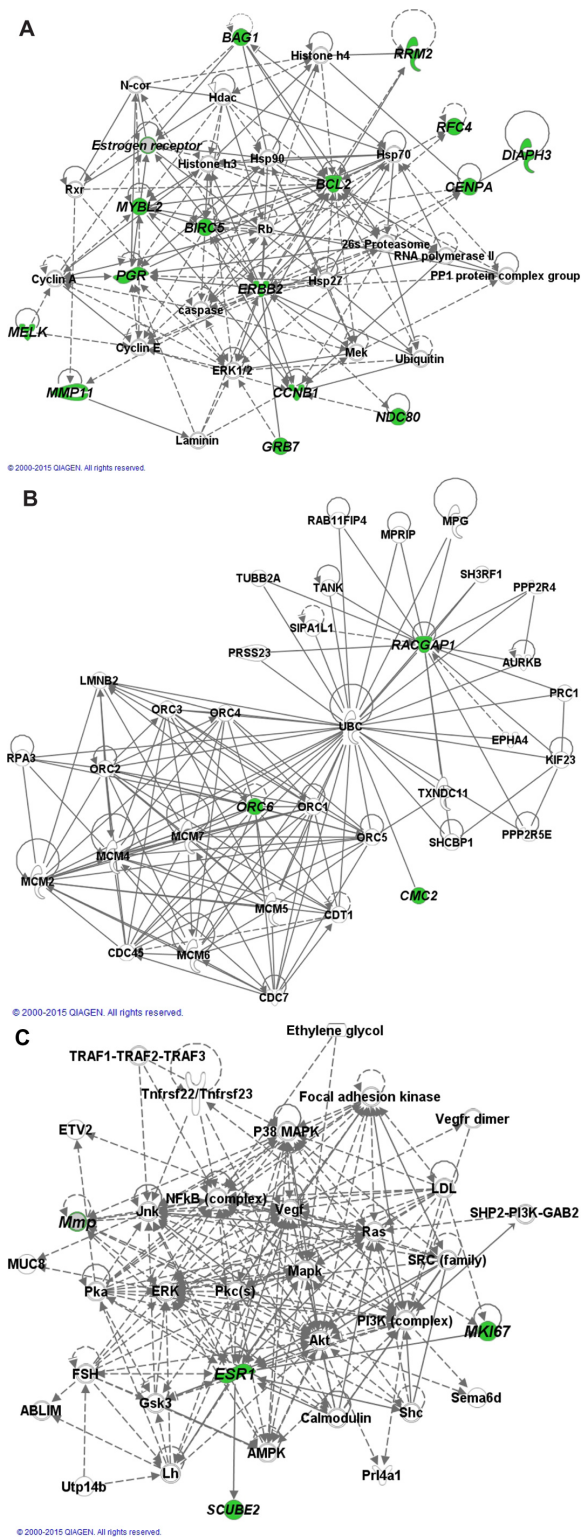 A
BAG1
RRM2
Histone h4
N-cor
Hdac
RFC4
Estrogen receptor
Histone h3
Hsp90
Hsp70
DIAPH3
Rxr
BCL2
CENPA
MYBL2
BIRC5
Rb
26s Proteasome
RNA polymerase II
Cyclin A
PGR
ERBB2
Hsp27
PP1 protein complex group
caspase
MELK
Cyclin E
Mek
Ubiquitin
ERK1/2
MMP11
CCNB1
NDC80
Laminin
GRB7
© 2000-2015 QIAGEN. All rights reserved.
B
RAB11FIP4
MPG
MPRIP
TUBB2A
TANK
SH3RF1
PPP2R4
SIPA1L1
RACGAP1
PRSS23
AURKB
LMNB2
PRC1
ORC3
ORC4
UBC
EPHA4
RPA3
ORC2
KIF23
TXNDC11
ORC6
ORC1
MCM7
ORC5
SHCBP1
PPP2R5E
MCM4
MCM2
CMC2
MCM5
CDT1
CDC45
MCM6
CDC7
© 2000-2015 QIAGEN. All rights reserved.
C
Ethylene glycol
TRAF1-TRAF2-TRAF3
Tnfrsf22/Tnfrsf23
Focal adhesion kinase
ETV2
P38 MAPK
Vegfr dimer
NFkB (complex)
LDL
Mmp
Jnk
Vegf
SHP2-PI3K-GAB2
Ras
MUC8
SRC (family)
Pka
ERK
Pkc(s)
Mapk
PI3K (complex)
MKI67
Akt
FSH
ESR1
ABLIM
Gsk3
Calmodulin
Shc
Sema6d
AMPK
Utp14b
Lh
Prl4a1
SCUBE2
© 2000-2015 QIAGEN. All rights reserved.